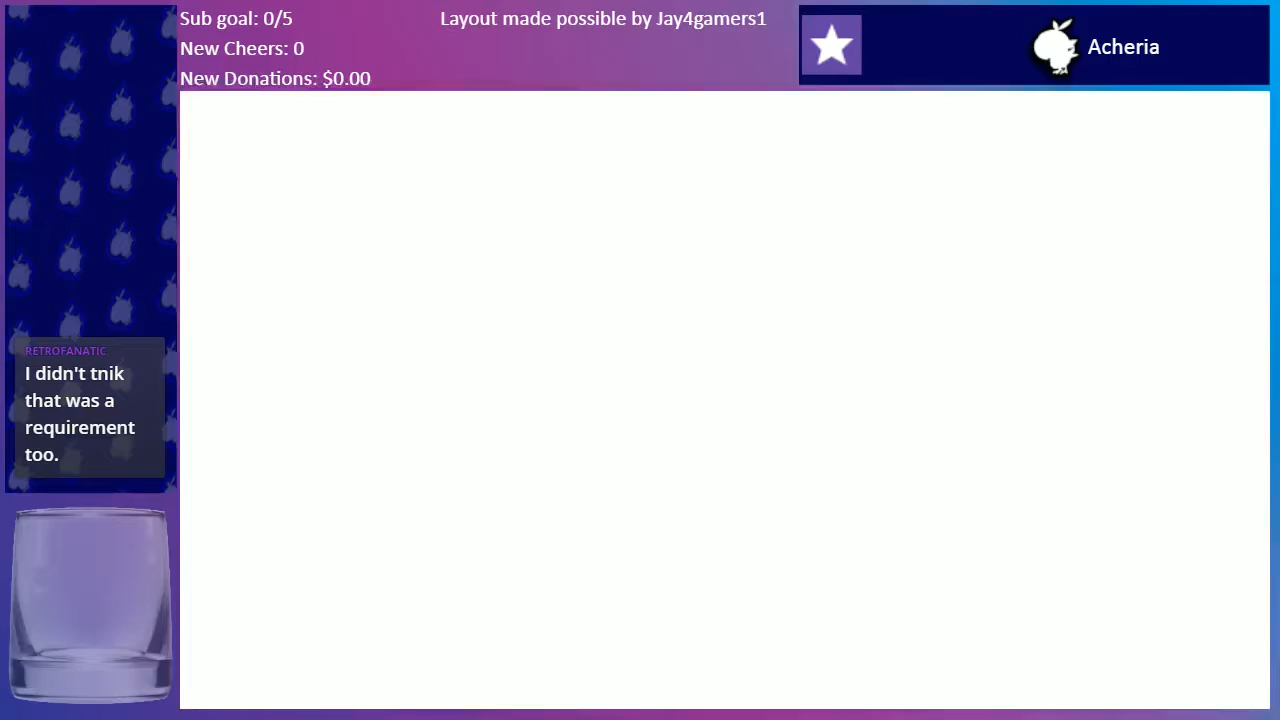 Sub goal: 0/5
Layout made possible by Jay4gamers1
New Cheers: 0
New Donations: $0.00
Acheria
RETROFANATIC
I didn't tnik
that was a
requirement
too.